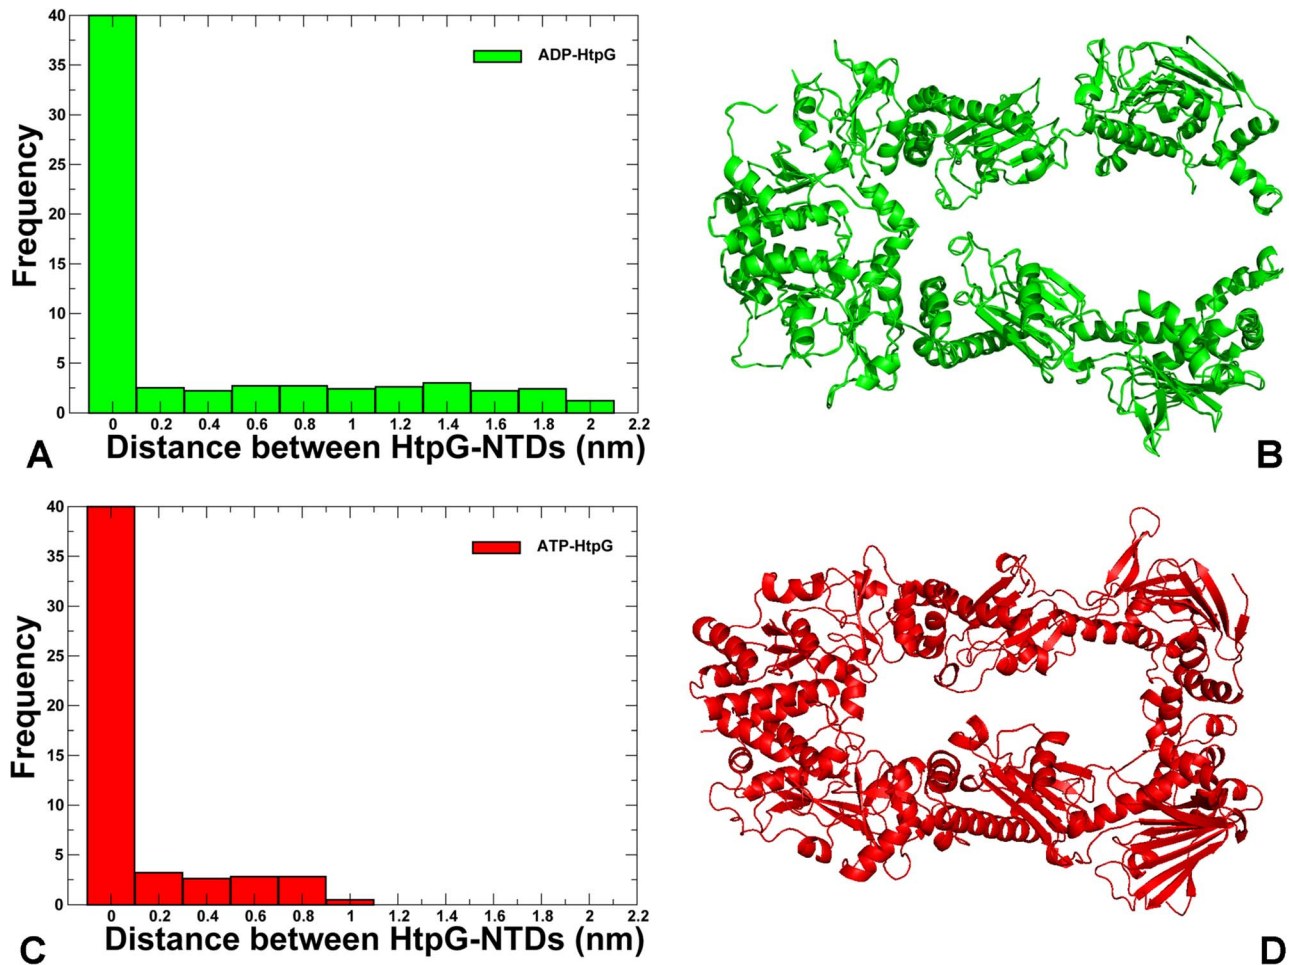 40
35
30
25
20
15
10
5
0
Frequency
ADP-HtpG
0 0.2 0.4 0.6 0.8 1 1.2 1.4 1.6 1.8 2 2.2
Distance between HtpG-NTDs (nm)
A
B
40
35
30
25
20
15
10
5
0
Frequency
ATP-HtpG
0 0.2 0.4 0.6 0.8 1 1.2 1.4 1.6 1.8 2 2.2
Distance between HtpG-NTDs (nm)
C
D